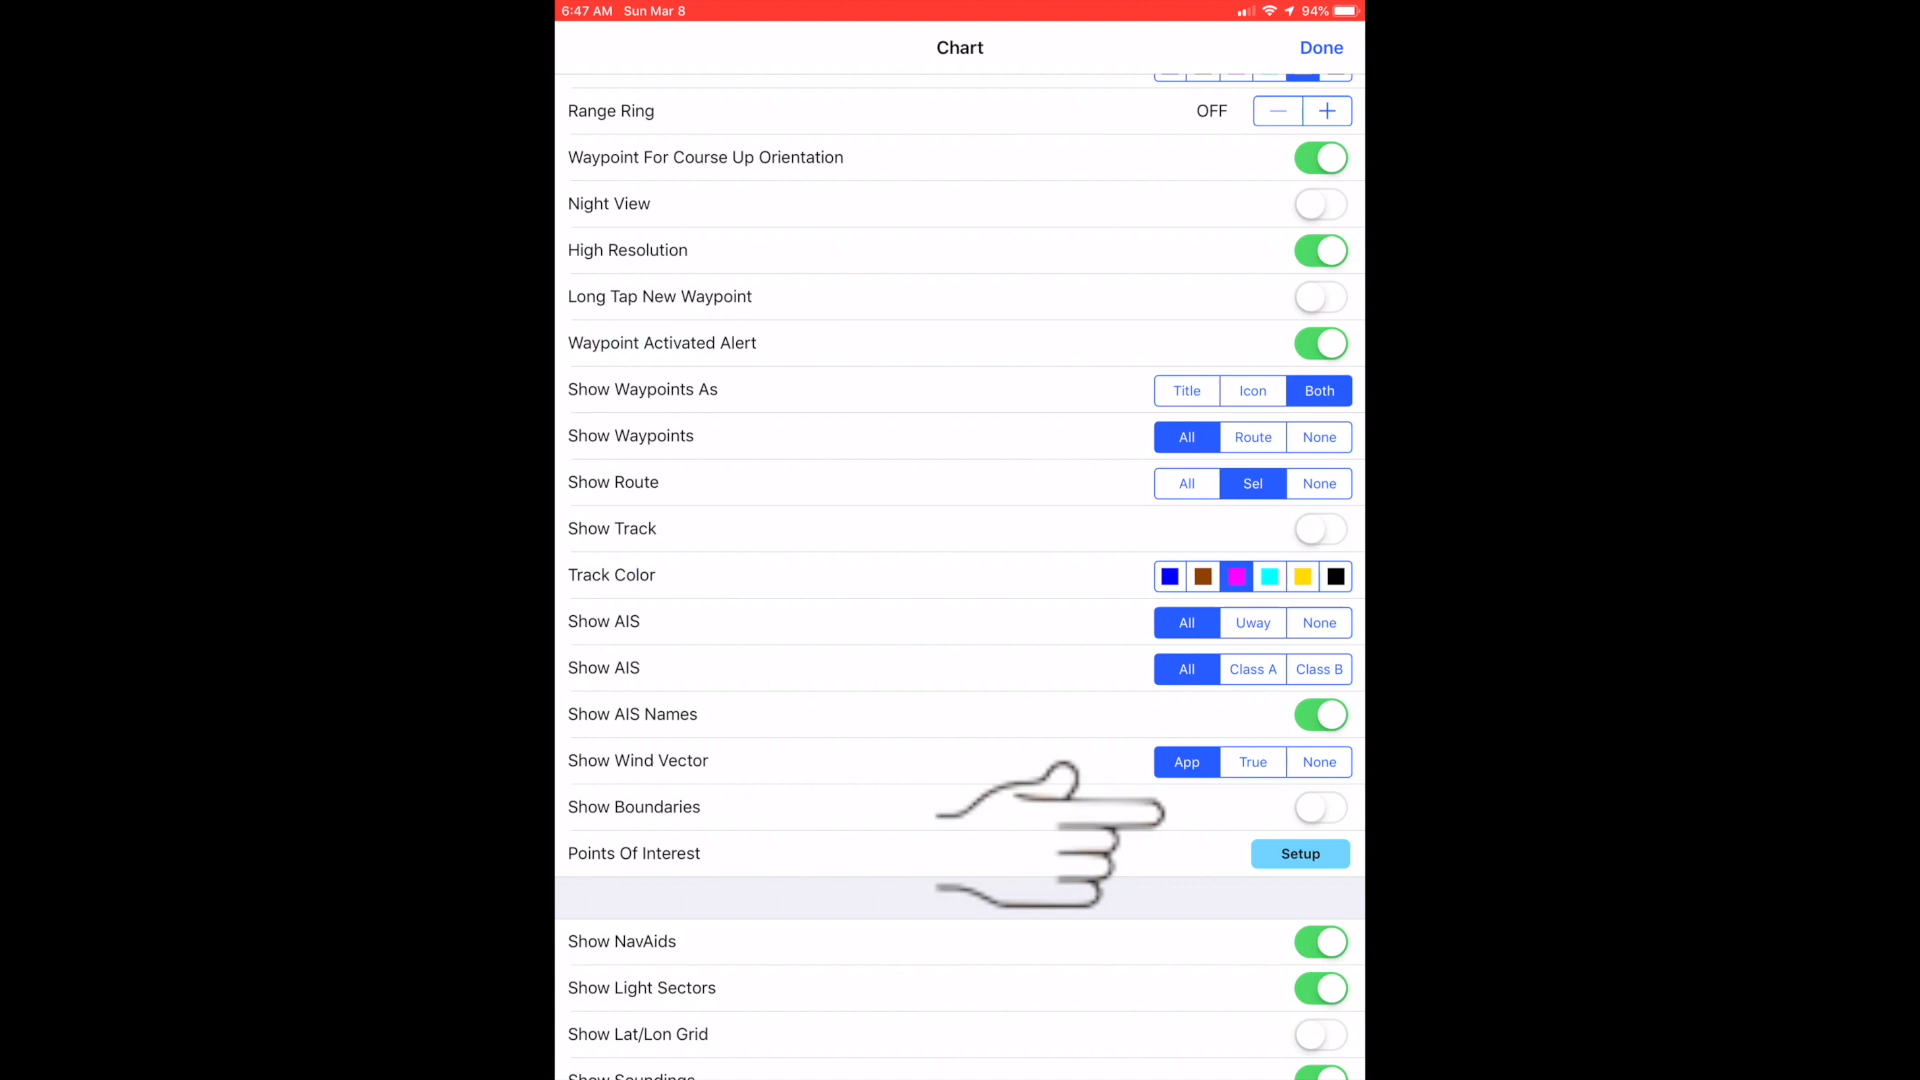 6:47 AM Sun Mar 8 94%
Chart Done
Range Ring OFF
Waypoint For Course Up Orientation
Night View
High Resolution
Long Tap New Waypoint
Waypoint Activated Alert
Show Waypoints As Title Icon Both
Show Waypoints All Route None
Show Route All Sel None
Show Track
Track Color
Show AIS All Uway None
Show AIS All Class A Class B
Show AIS Names
Show Wind Vector App True None
Show Boundaries
Points Of Interest Setup
Show NavAids
Show Light Sectors
Show Lat/Lon Grid
Show Soundings